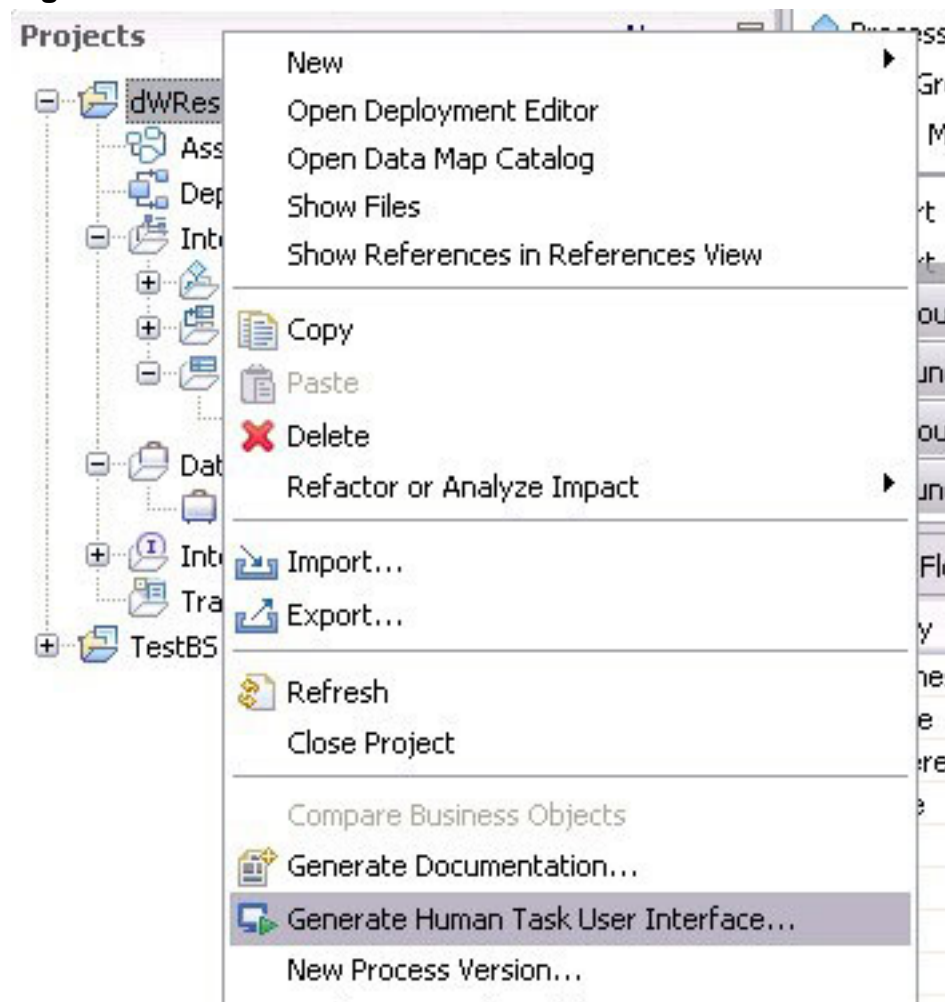 Projects
New
Open Deployment Editor
Open Data Map Catalog
Show Files
Show References in References View
Copy
Paste
Delete
Refactor or Analyze Impact
Import...
Export...
Refresh
Close Project
Compare Business Objects
Generate Documentation...
Generate Human Task User Interface...
New Process Version...
dWRes
Ass
Dep
Inte
Dat
Inte
Tra
TestBS